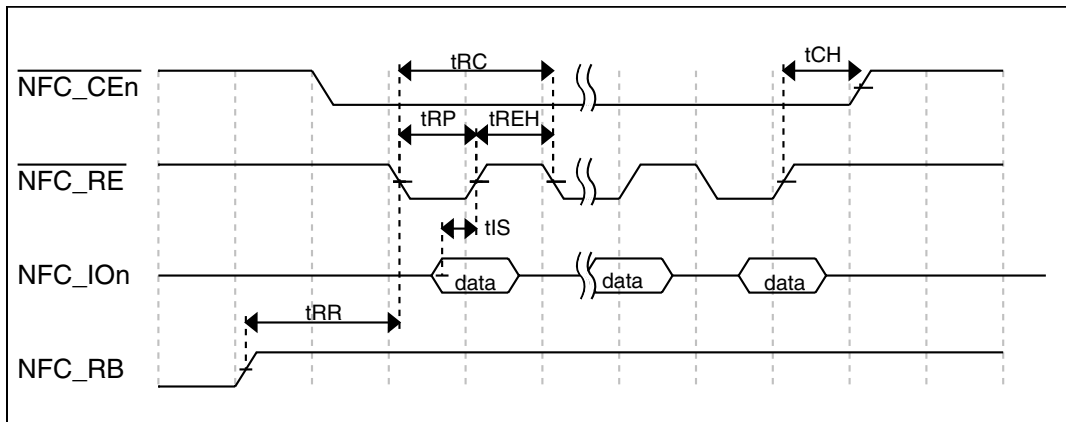 tRC
tCH
NFC_CEn
tRP
tREH
NFC_RE
tIS
NFC_IOn
data
data
data
tRR
NFC_RB